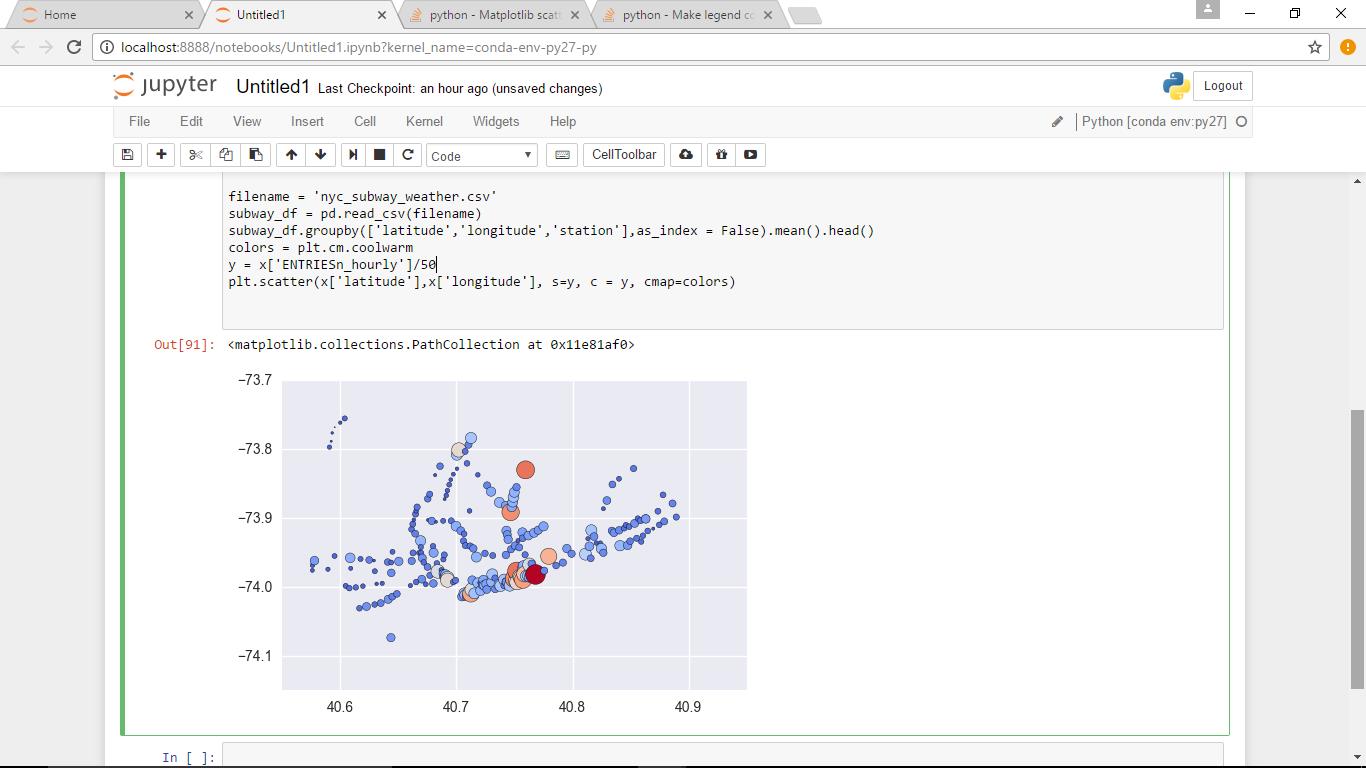 Home
Untitled1
python - Matplotlib scatt
python - Make legend co
localhost:8888/notebooks/Untitled1.ipynb?kernel_name=conda-env-py27-py
jupyter Untitled1 Last Checkpoint: an hour ago (unsaved changes)
Logout
File Edit View Insert Cell Kernel Widgets Help
Python [conda env:py27]
Code
CellToolbar
filename = 'nyc_subway_weather.csv'
subway_df = pd.read_csv(filename)
subway_df.groupby(['latitude','longitude','station'],as_index = False).mean().head()
colors = plt.cm.coolwarm
y = x['ENTRIESn_hourly']/50
plt.scatter(x['latitude'],x['longitude'], s=y, c = y, cmap=colors)
Out[91]: <matplotlib.collections.PathCollection at 0x11e81af0>
−73.7
−73.8
−73.9
−74.0
−74.1
40.6 40.7 40.8 40.9
In [ ]: